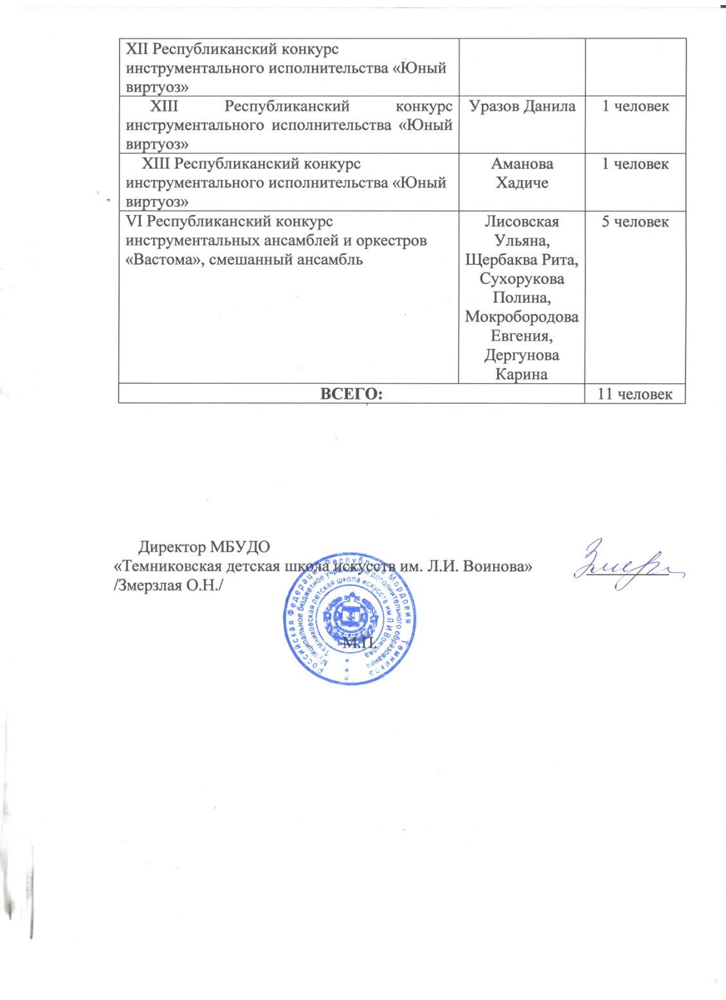 XII Республиканский конкурс
инструментального исполнительства «Юный
виртуоз»
XIII Республиканский конкурс
инструментального исполнительства «Юный
виртуоз»
Уразов Данила
1 человек
XIII Республиканский конкурс
инструментального исполнительства «Юный
виртуоз»
Аманова
Хадиче
1 человек
VI Республиканский конкурс
инструментальных ансамблей и оркестров
«Вастома», смешанный ансамбль
Лисовская
Ульяна,
Щербаква Рита,
Сухорукова
Полина,
Мокробородова
Евгения,
Дергунова
Карина
5 человек
ВСЕГО:
11 человек
Директор МБУДО
«Темниковская детская школа искусств им. Л.И. Воинова»
/Змерзлая О.Н./
М.П.
Российская Федерация Республика Мордовия Темников
Муниципальное бюджетное учреждение дополнительного образования
Темниковская детская школа искусств им Л И Воинова